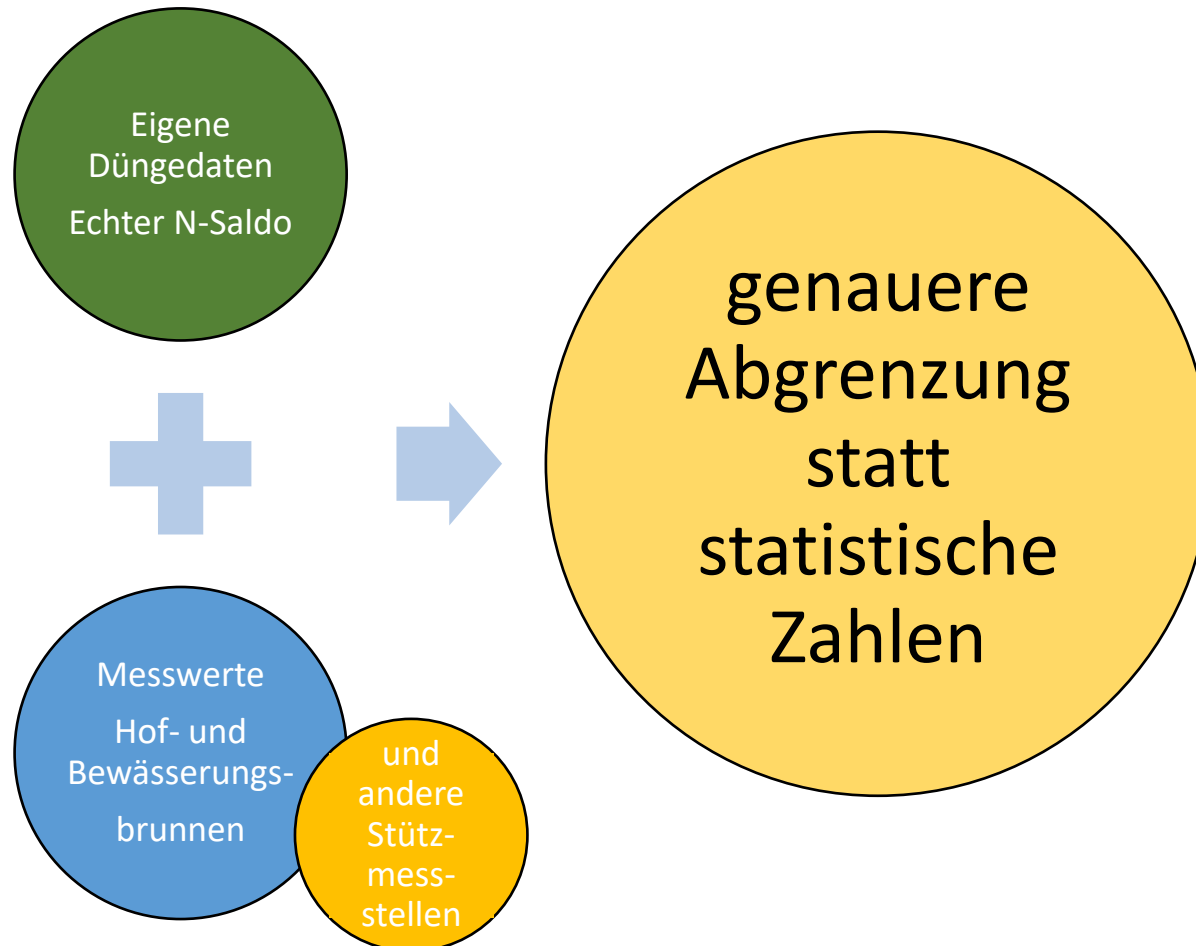 Eigene
Düngedaten
Echter N-Saldo
Messwerte
Hof- und
Bewässerungs-
brunnen
und
andere
Stütz-
mess-
stellen
genauere
Abgrenzung
statt
statistische
Zahlen